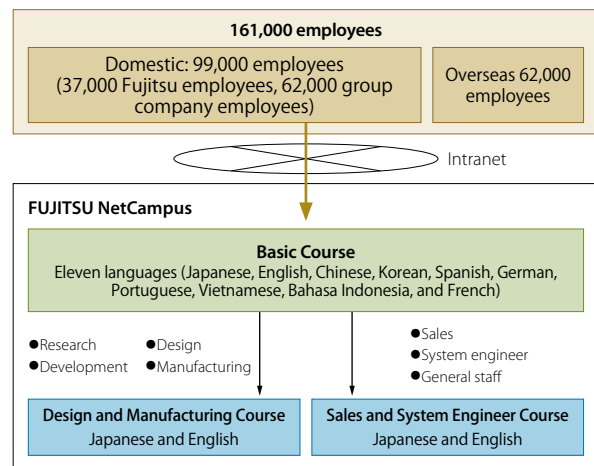 161,000 employees
Domestic: 99,000 employees
(37,000 Fujitsu employees, 62,000 group
company employees)
Overseas 62,000
employees
Intranet
FUJITSU NetCampus
Basic Course
Eleven languages (Japanese, English, Chinese, Korean, Spanish, German,
Portuguese, Vietnamese, Bahasa Indonesia, and French)
●Research
●Development
●Design
●Manufacturing
●Sales
●System engineer
●General staff
Design and Manufacturing Course
Japanese and English
Sales and System Engineer Course
Japanese and English